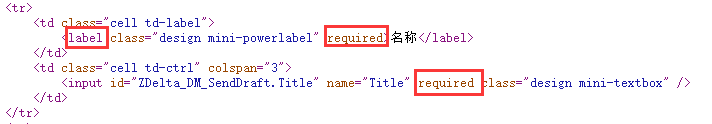 <tr>
<td class="cell td-label">
<label class="design mini-powerlabel" required>名称</label>
</td>
<td class="cell td-ctrl" colspan="3">
<input id="ZDelta_DM_SendDraft.Title" name="Title" required class="design mini-textbox" />
</td>
</tr>